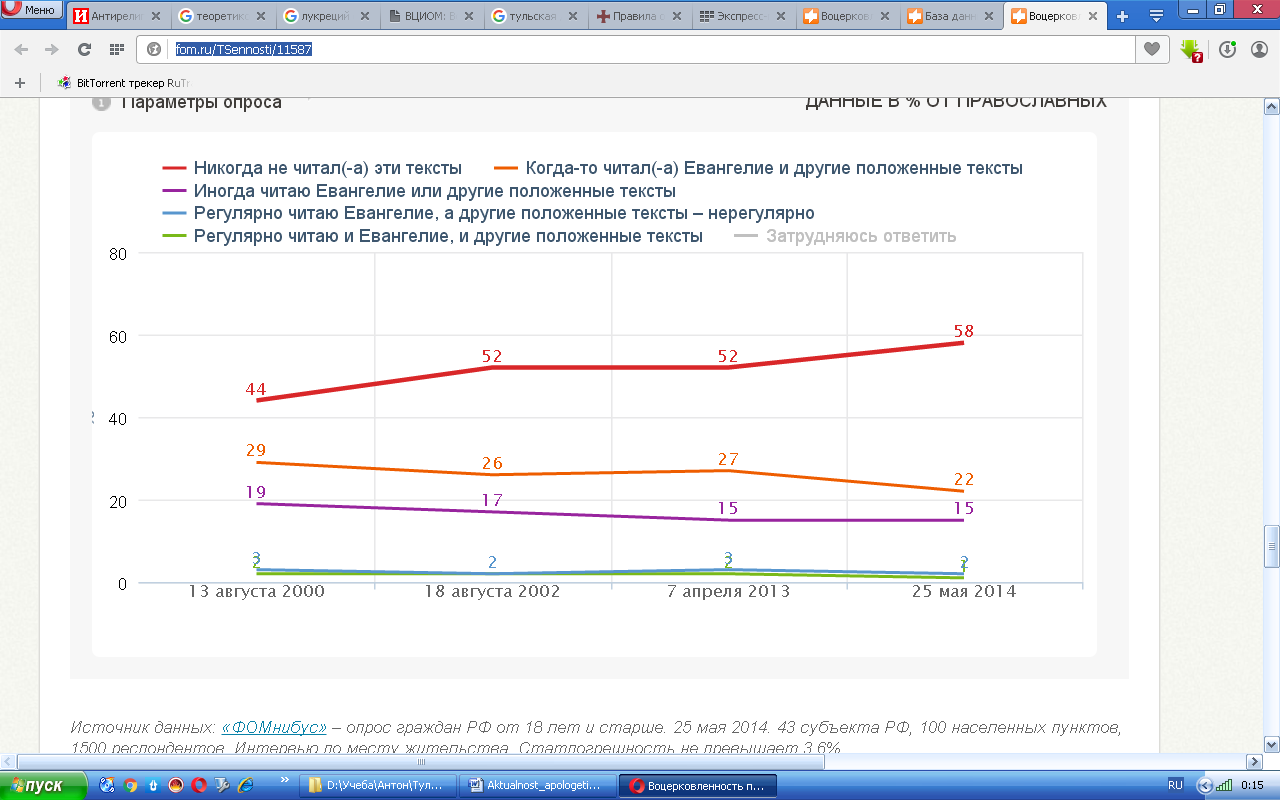 Меню
Антирели
теоретик
лукреций
ВЦИОМ: В
тульская
Правила о
Экспресс-
Воцерков
База данн
Воцерков
fom.ru/TSennosti/11587
BitTorrent трекер RuTr
Параметры опроса
ДАННЫЕ В % ОТ ПРАВОСЛАВНЫХ
Никогда не читал(-а) эти тексты
Когда-то читал(-а) Евангелие и другие положенные тексты
Иногда читаю Евангелие или другие положенные тексты
Регулярно читаю Евангелие, а другие положенные тексты – нерегулярно
Регулярно читаю и Евангелие, и другие положенные тексты
Затрудняюсь ответить
80
60
40
20
0
44 52 52 58
29 26 27 22
19 17 15 15
3 2 3 2
2 2 1
13 августа 2000 18 августа 2002 7 апреля 2013 25 мая 2014
Источник данных: «ФОМнибус» – опрос граждан РФ от 18 лет и старше. 25 мая 2014. 43 субъекта РФ, 100 населенных пунктов,
1500 респондентов. Интервью по месту жительства. Статпогрешность не превышает 3,6%
пуск
D:\Учеба\Антон\Тул...
Aktualnost_apologeti...
Воцерковленность п...
RU
0:15